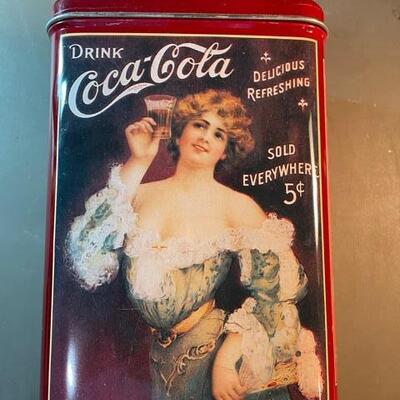 DRINK
Coca-Cola
DELICIOUS
REFRESHING
SOLD
EVERYWHERE
5¢